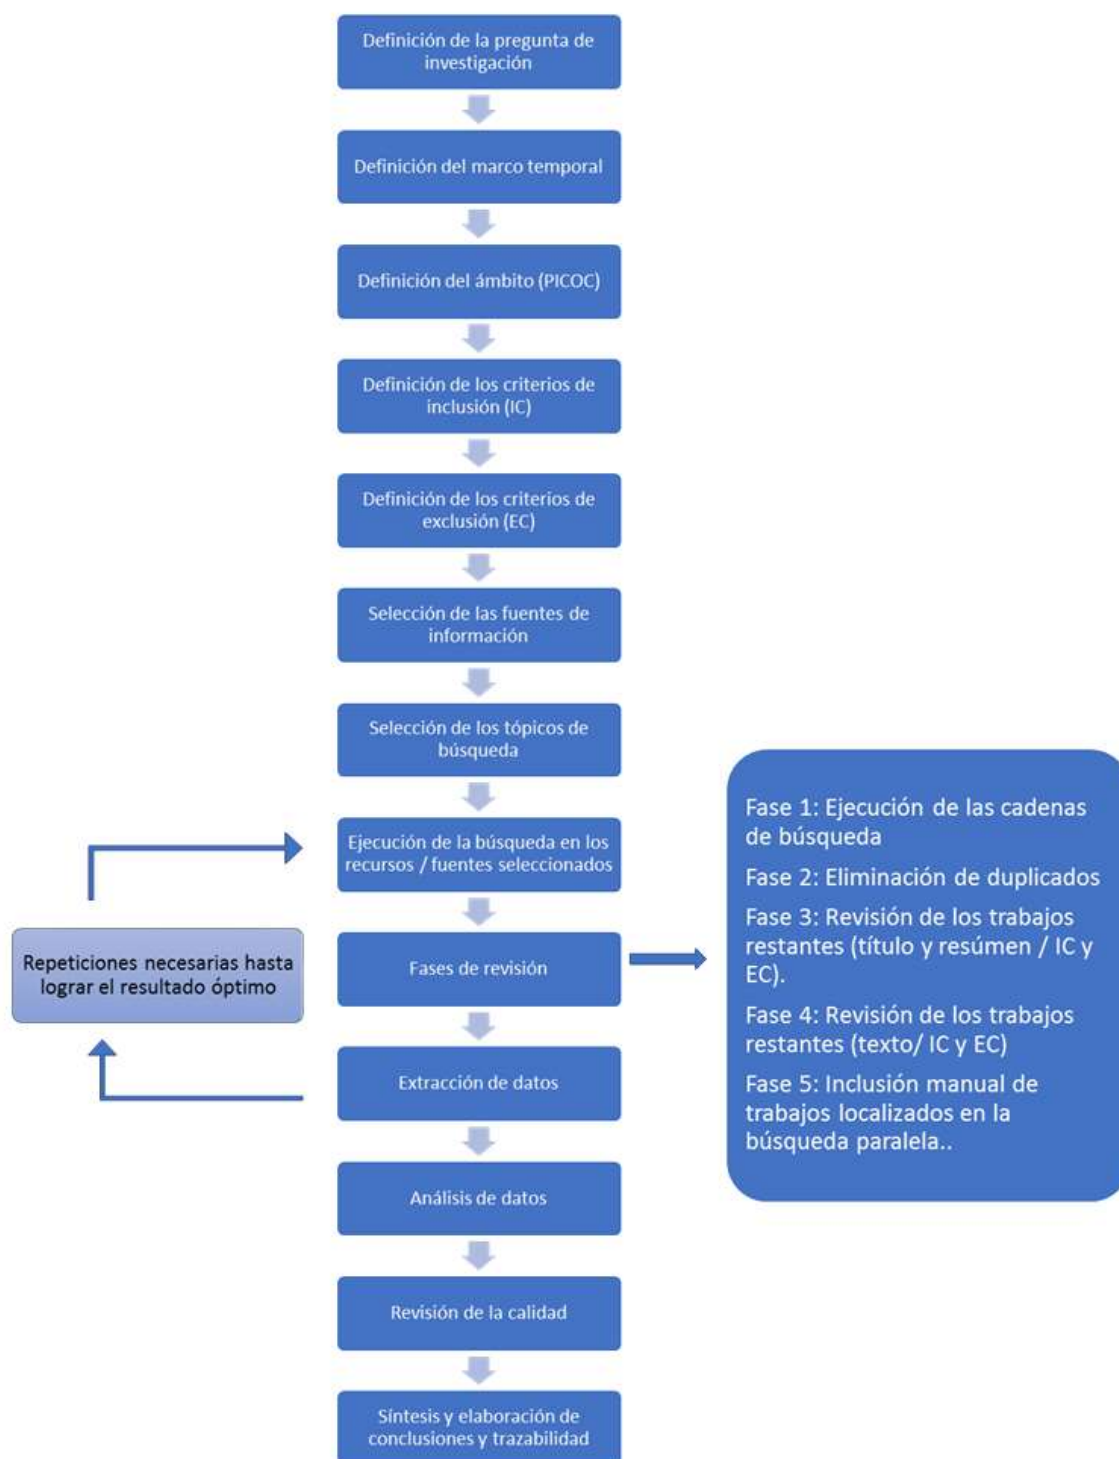 Definición de la pregunta de
investigación
Definición del marco temporal
Definición del ámbito (PICOC)
Definición de los criterios de
inclusión (IC)
Definición de los criterios de
exclusión (EC)
Selección de las fuentes de
información
Selección de los tópicos de
búsqueda
Ejecución de la búsqueda en los
recursos / fuentes seleccionados
Fases de revisión
Extracción de datos
Análisis de datos
Revisión de la calidad
Síntesis y elaboración de
conclusiones y trazabilidad
Repeticiones necesarias hasta
lograr el resultado óptimo
Fase 1: Ejecución de las cadenas
de búsqueda
Fase 2: Eliminación de duplicados
Fase 3: Revisión de los trabajos
restantes (título y resúmen / IC y
EC).
Fase 4: Revisión de los trabajos
restantes (texto/ IC y EC)
Fase 5: Inclusión manual de
trabajos localizados en la
búsqueda paralela..